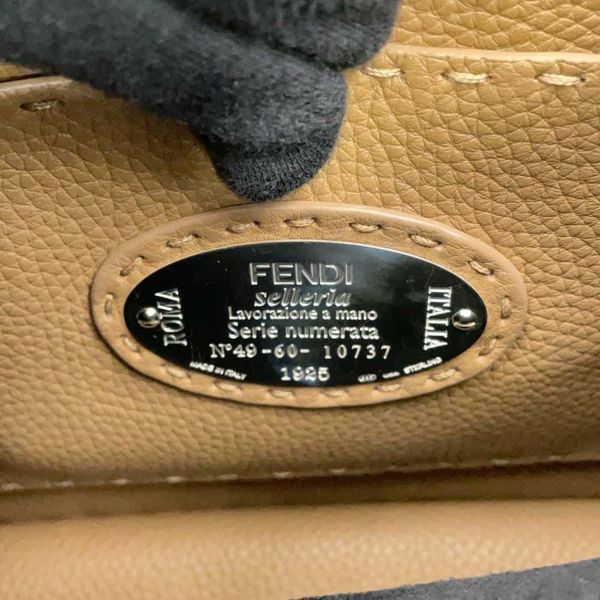 FENDI
selleria
Lavorazione a mano
Serie numerata
N°49-60- 10737
MADE IN ITALY 1925 STERLING
ROMA
ITALIA